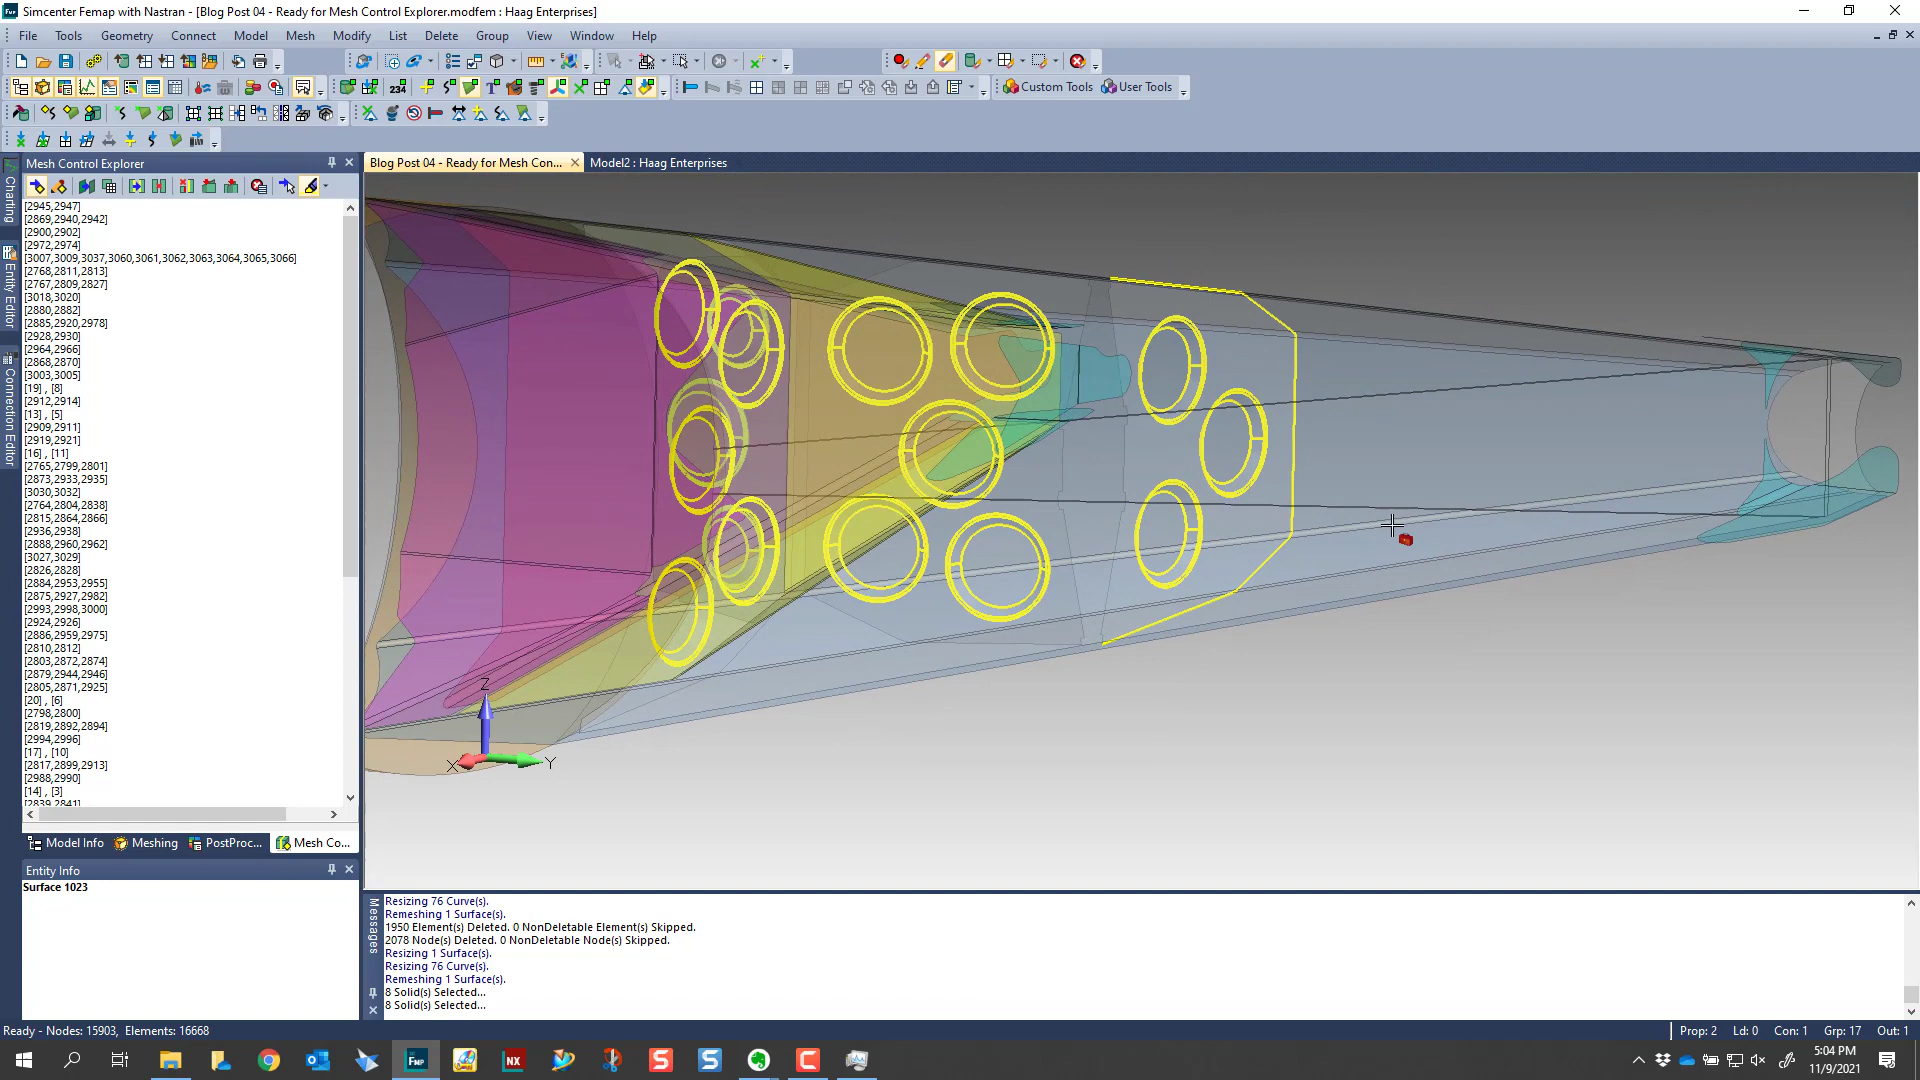 Simcenter Femap with Nastran - [Blog Post 04 - Ready for Mesh Control Explorer.modfem : Haag Enterprises]
File Tools Geometry Connect Model Mesh Modify List Delete Group View Window Help
234
Custom Tools User Tools
Mesh Control Explorer
Blog Post 04 - Ready for Mesh Con... Model2 : Haag Enterprises
Charting
Entity Editor
Connection Editor
[2945,2947]
[2869,2940,2942]
[2900,2902]
[2972,2974]
[3007,3009,3037,3060,3061,3062,3063,3064,3065,3066]
[2768,2811,2813]
[2767,2809,2827]
[3018,3020]
[2880,2882]
[2885,2920,2978]
[2928,2930]
[2964,2966]
[2868,2870]
[3003,3005]
[19] , [8]
[2912,2914]
[13] , [5]
[2909,2911]
[2919,2921]
[16] , [11]
[2765,2799,2801]
[2873,2933,2935]
[3030,3032]
[2764,2804,2838]
[2815,2864,2866]
[2936,2938]
[2888,2960,2962]
[3027,3029]
[2826,2828]
[2884,2953,2955]
[2875,2927,2982]
[2993,2998,3000]
[2924,2926]
[2886,2959,2975]
[2810,2812]
[2803,2872,2874]
[2879,2944,2946]
[2805,2871,2925]
[20] , [6]
[2798,2800]
[2819,2892,2894]
[2994,2996]
[17] , [10]
[2817,2899,2913]
[2988,2990]
[14] , [3]
[2839,2841]
Z
X
Y
Model Info Meshing PostProc... Mesh Co...
Entity Info
Surface 1023
Messages
Resizing 76 Curve(s).
Remeshing 1 Surface(s).
1950 Element(s) Deleted. 0 NonDeletable Element(s) Skipped.
2078 Node(s) Deleted. 0 NonDeletable Node(s) Skipped.
Resizing 1 Surface(s).
Resizing 76 Curve(s).
Remeshing 1 Surface(s).
8 Solid(s) Selected...
8 Solid(s) Selected...
Ready - Nodes: 15903, Elements: 16668
Prop: 2 Ld: 0 Con: 1 Grp: 17 Out: 1
FMP
NX
S
S
C
5:04 PM
11/9/2021